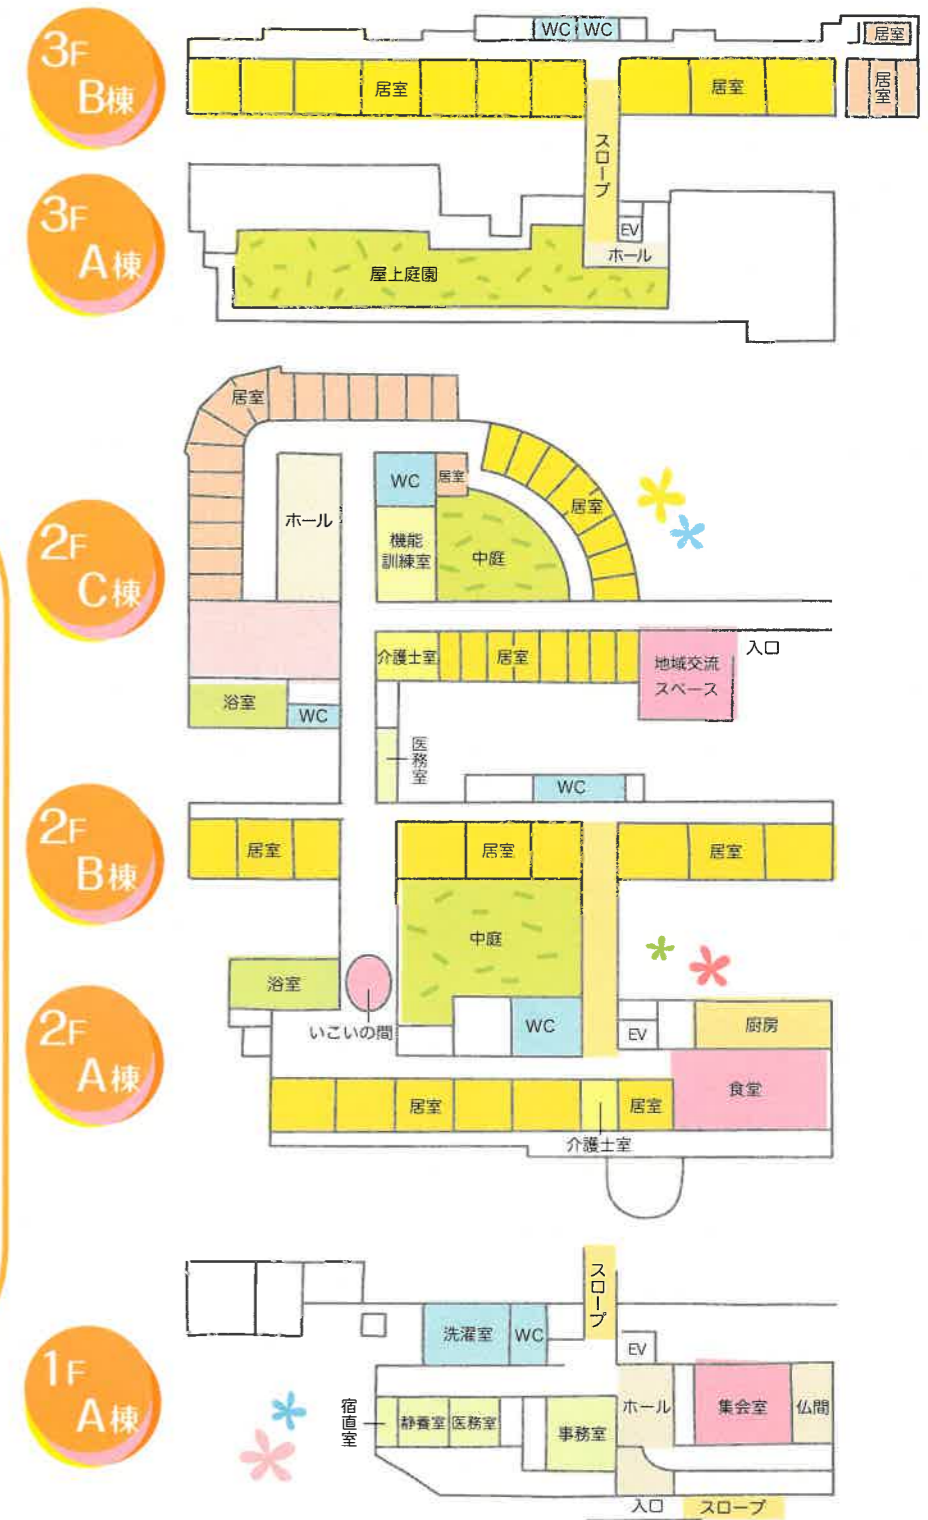 3F
B棟
WC WC
居室
居室
居室
居室
スロープ
3F
A棟
EV
ホール
屋上庭園
2F
C棟
居室
WC
居室
居室
ホール
機能
訓練室
中庭
入口
介護士室
居室
地域交流
スペース
浴室
WC
医務室
2F
B棟
WC
居室
居室
居室
中庭
2F
A棟
浴室
いこいの間
WC
EV
厨房
食堂
居室
居室
介護士室
1F
A棟
スロープ
洗濯室
WC
EV
宿直室
静養室
医務室
事務室
ホール
集会室
仏間
入口
スロープ